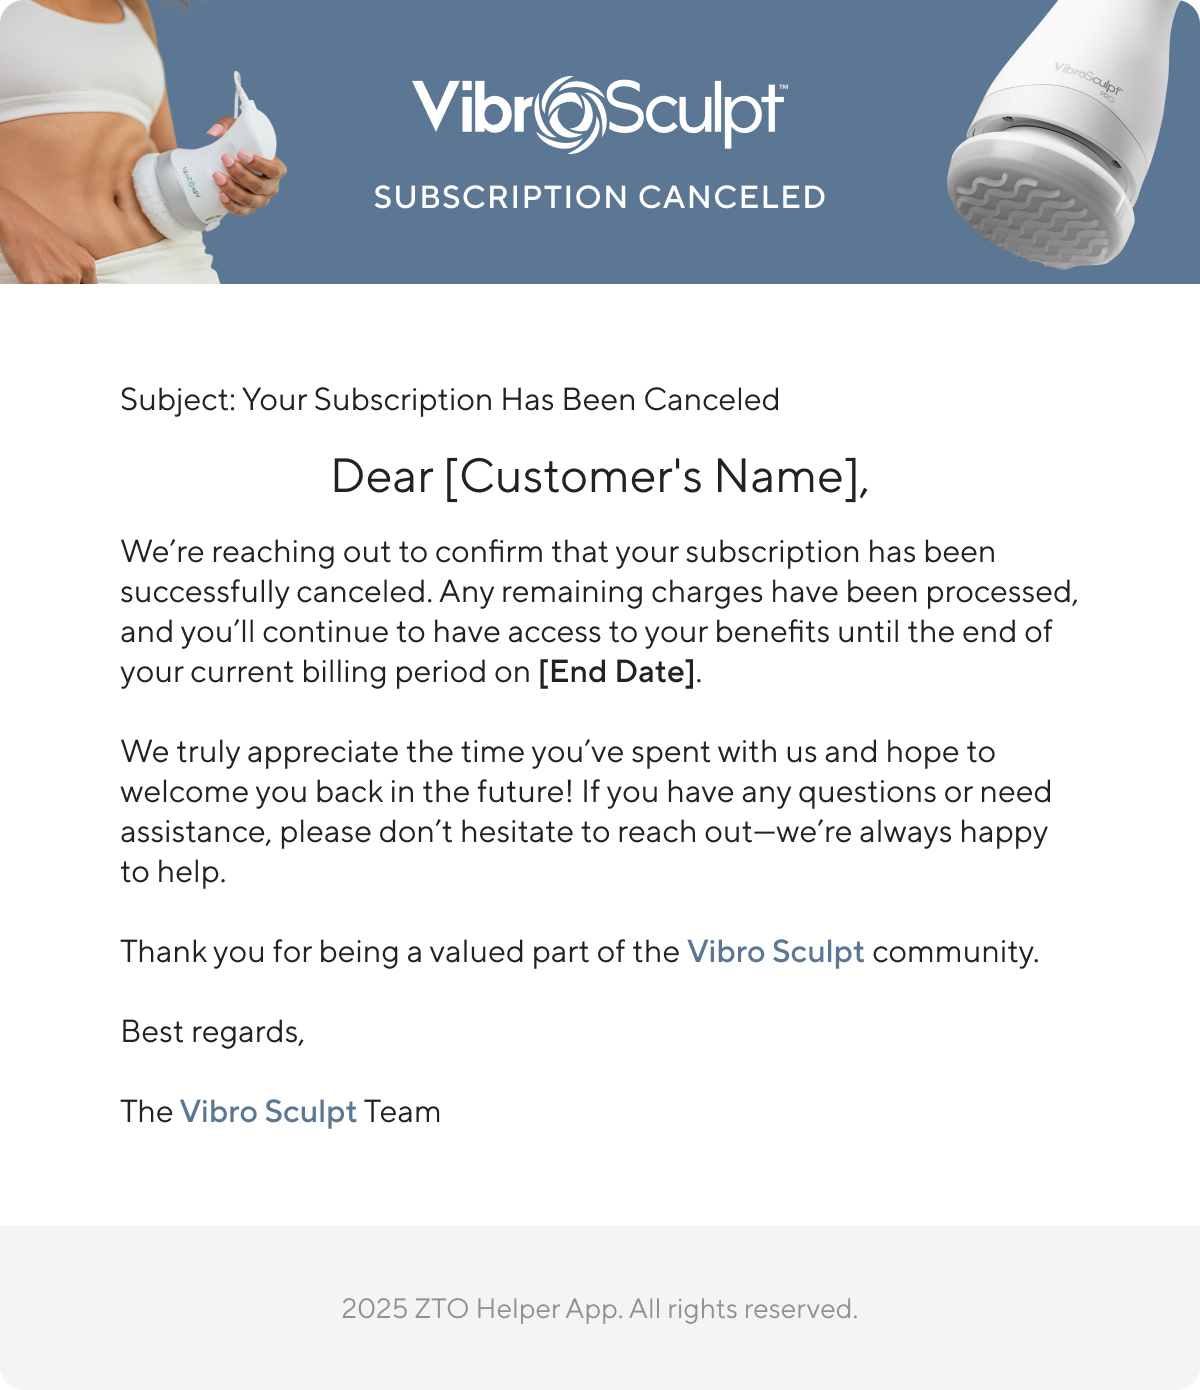 VibroSculpt™
SUBSCRIPTION CANCELED
VibroSculpt
PRO
Subject: Your Subscription Has Been Canceled
Dear [Customer's Name],
We’re reaching out to confirm that your subscription has been
successfully canceled. Any remaining charges have been processed,
and you’ll continue to have access to your benefits until the end of
your current billing period on [End Date].
We truly appreciate the time you’ve spent with us and hope to
welcome you back in the future! If you have any questions or need
assistance, please don’t hesitate to reach out—we’re always happy
to help.
Thank you for being a valued part of the Vibro Sculpt community.
Best regards,
The Vibro Sculpt Team
2025 ZTO Helper App. All rights reserved.